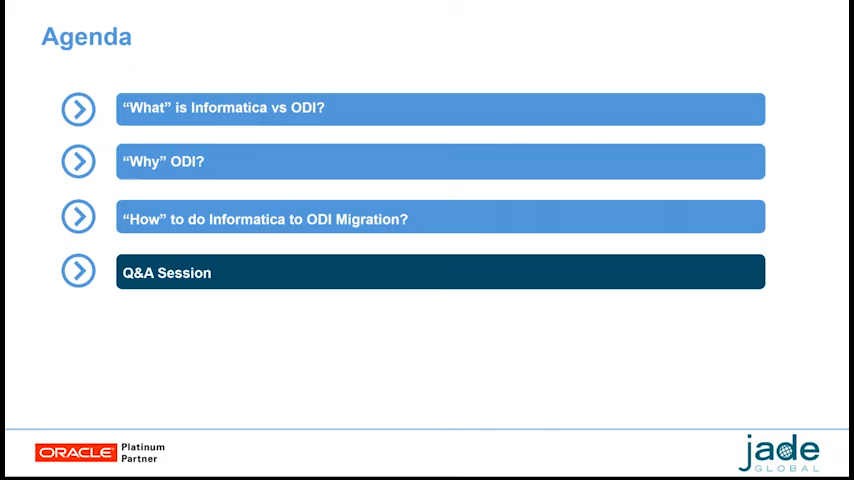 Agenda
“What” is Informatica vs ODI?
“Why” ODI?
“How” to do Informatica to ODI Migration?
Q&A Session
ORACLE
Platinum
Partner
jade
GLOBAL